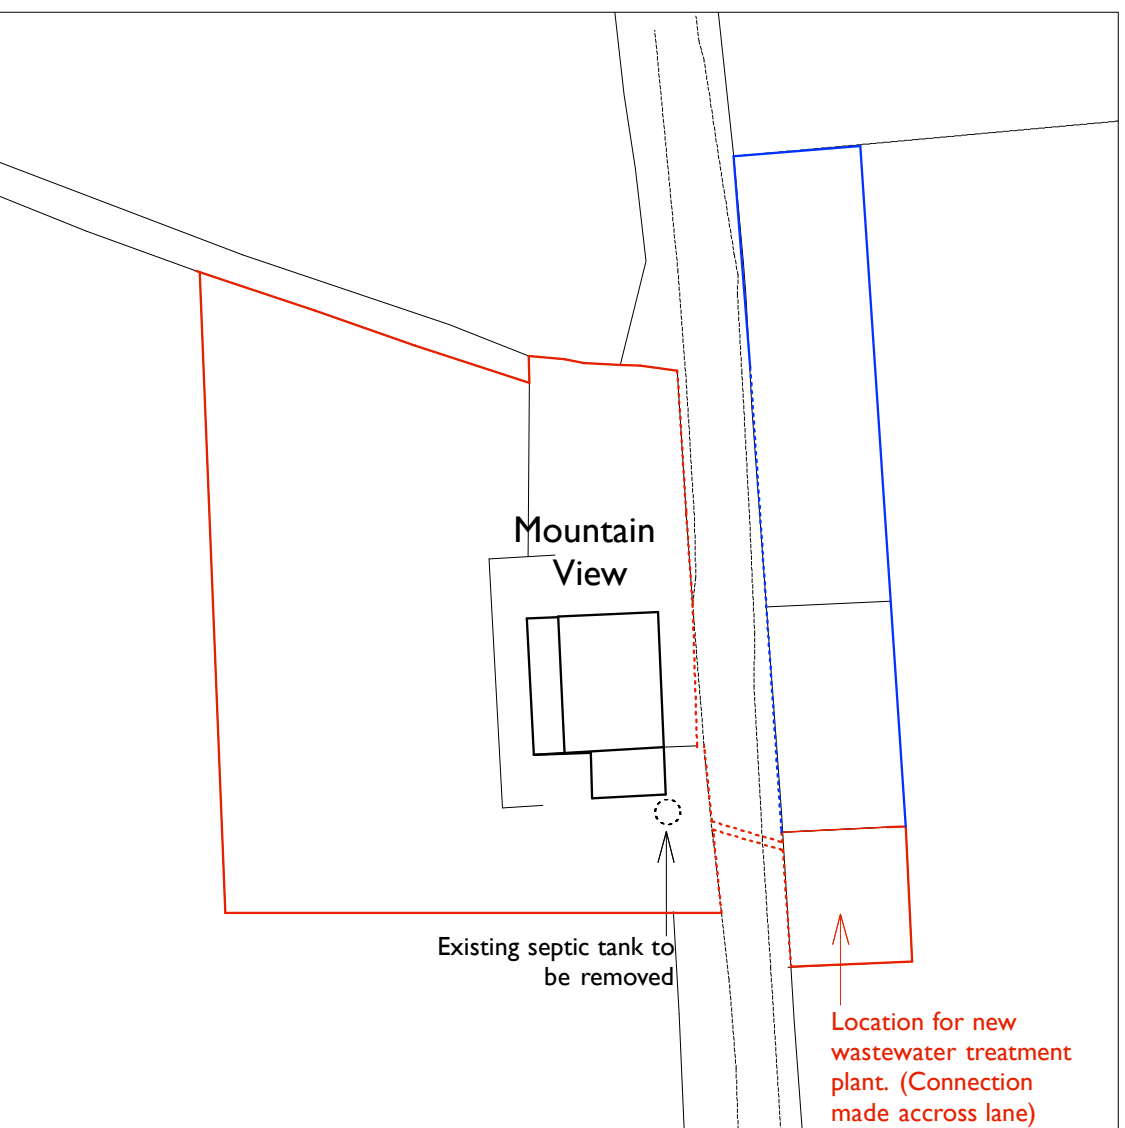 Mountain
View
Existing septic tank to
be removed
Location for new
wastewater treatment
plant. (Connection
made accross lane)